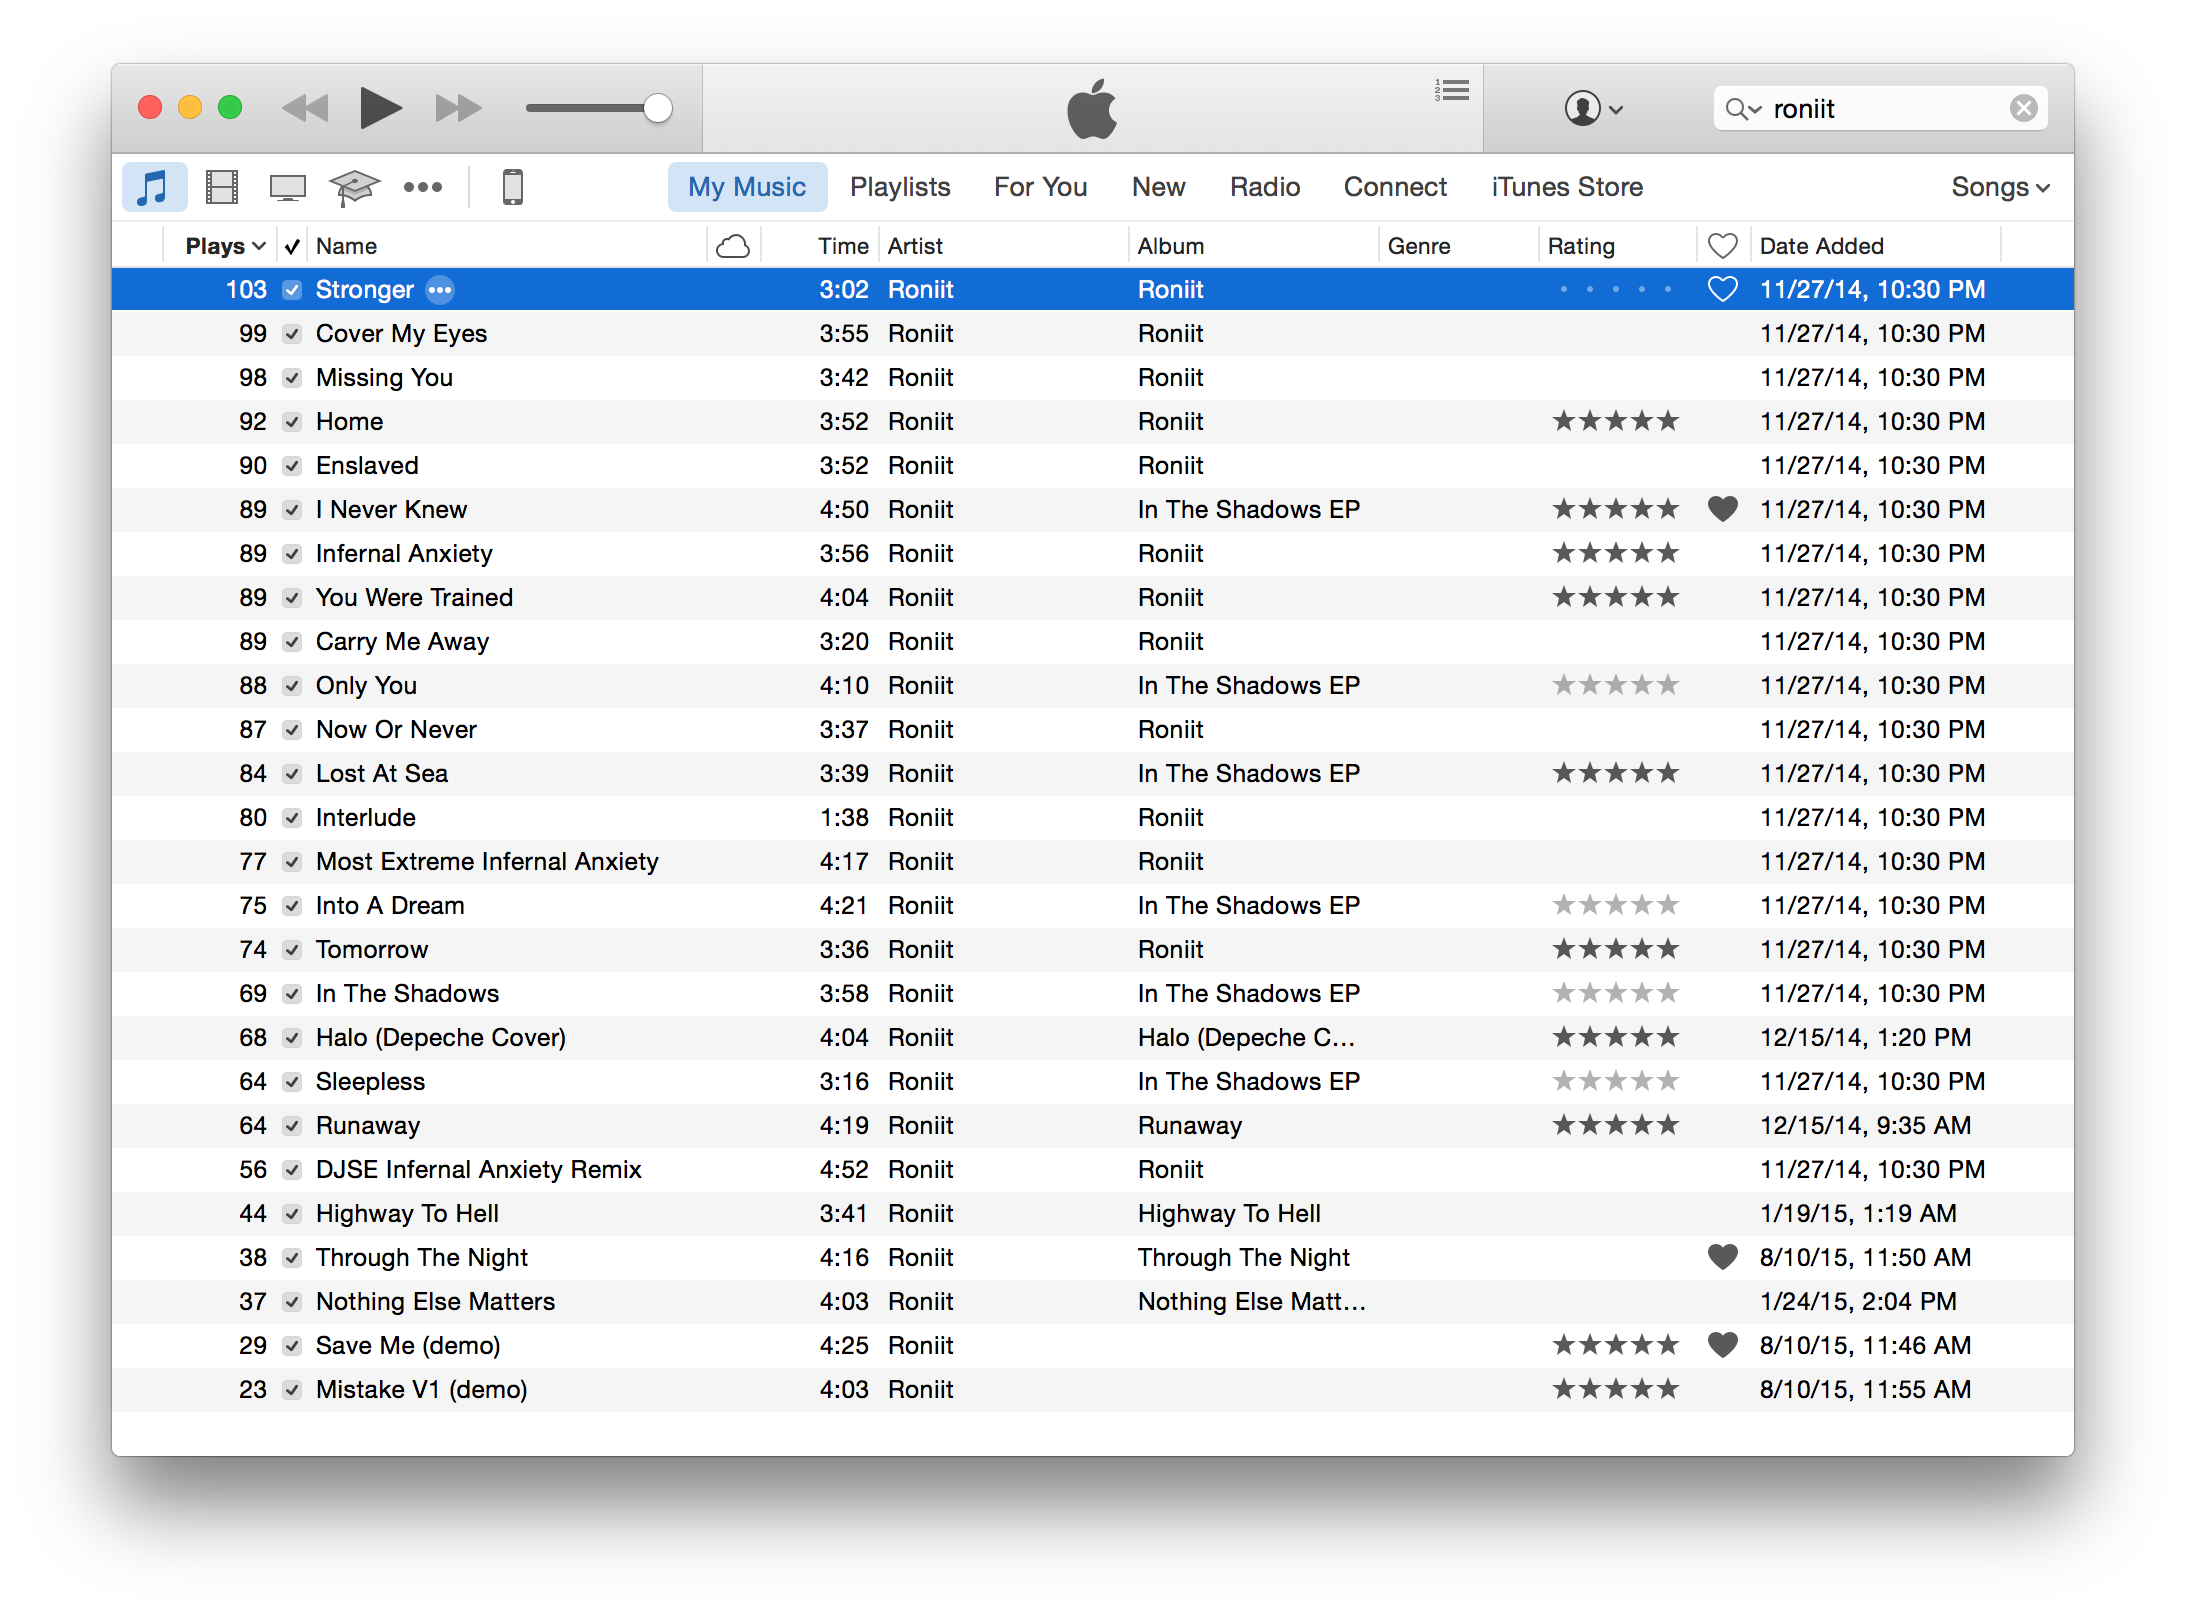 roniit
My Music Playlists For You New Radio Connect iTunes Store Songs
Plays Name Time Artist Album Genre Rating Date Added
103 Stronger 3:02 Roniit Roniit 11/27/14, 10:30 PM
99 Cover My Eyes 3:55 Roniit Roniit 11/27/14, 10:30 PM
98 Missing You 3:42 Roniit Roniit 11/27/14, 10:30 PM
92 Home 3:52 Roniit Roniit ★★★★★ 11/27/14, 10:30 PM
90 Enslaved 3:52 Roniit Roniit 11/27/14, 10:30 PM
89 I Never Knew 4:50 Roniit In The Shadows EP ★★★★★ 11/27/14, 10:30 PM
89 Infernal Anxiety 3:56 Roniit Roniit ★★★★★ 11/27/14, 10:30 PM
89 You Were Trained 4:04 Roniit Roniit ★★★★★ 11/27/14, 10:30 PM
89 Carry Me Away 3:20 Roniit Roniit 11/27/14, 10:30 PM
88 Only You 4:10 Roniit In The Shadows EP ★★★★★ 11/27/14, 10:30 PM
87 Now Or Never 3:37 Roniit Roniit 11/27/14, 10:30 PM
84 Lost At Sea 3:39 Roniit In The Shadows EP ★★★★★ 11/27/14, 10:30 PM
80 Interlude 1:38 Roniit Roniit 11/27/14, 10:30 PM
77 Most Extreme Infernal Anxiety 4:17 Roniit Roniit 11/27/14, 10:30 PM
75 Into A Dream 4:21 Roniit In The Shadows EP ★★★★★ 11/27/14, 10:30 PM
74 Tomorrow 3:36 Roniit Roniit ★★★★★ 11/27/14, 10:30 PM
69 In The Shadows 3:58 Roniit In The Shadows EP ★★★★★ 11/27/14, 10:30 PM
68 Halo (Depeche Cover) 4:04 Roniit Halo (Depeche C… ★★★★★ 12/15/14, 1:20 PM
64 Sleepless 3:16 Roniit In The Shadows EP ★★★★★ 11/27/14, 10:30 PM
64 Runaway 4:19 Roniit Runaway ★★★★★ 12/15/14, 9:35 AM
56 DJSE Infernal Anxiety Remix 4:52 Roniit Roniit 11/27/14, 10:30 PM
44 Highway To Hell 3:41 Roniit Highway To Hell 1/19/15, 1:19 AM
38 Through The Night 4:16 Roniit Through The Night 8/10/15, 11:50 AM
37 Nothing Else Matters 4:03 Roniit Nothing Else Matt… 1/24/15, 2:04 PM
29 Save Me (demo) 4:25 Roniit ★★★★★ 8/10/15, 11:46 AM
23 Mistake V1 (demo) 4:03 Roniit ★★★★★ 8/10/15, 11:55 AM